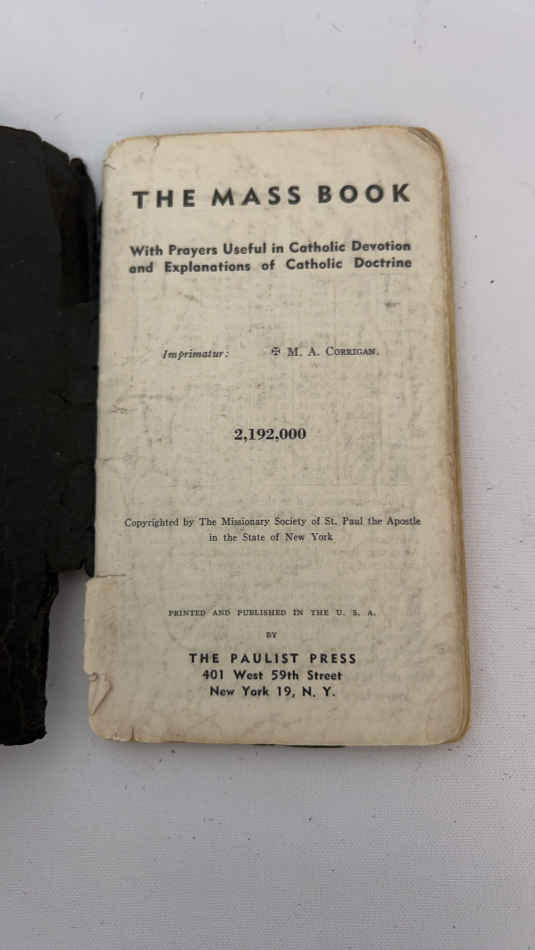 THE MASS BOOK
With Prayers Useful in Catholic Devotion
and Explanations of Catholic Doctrine
Imprimatur: ✠ M. A. CORRIGAN.
2,192,000
Copyrighted by The Missionary Society of St. Paul the Apostle
in the State of New York
PRINTED AND PUBLISHED IN THE U. S. A.
BY
THE PAULIST PRESS
401 West 59th Street
New York 19, N. Y.